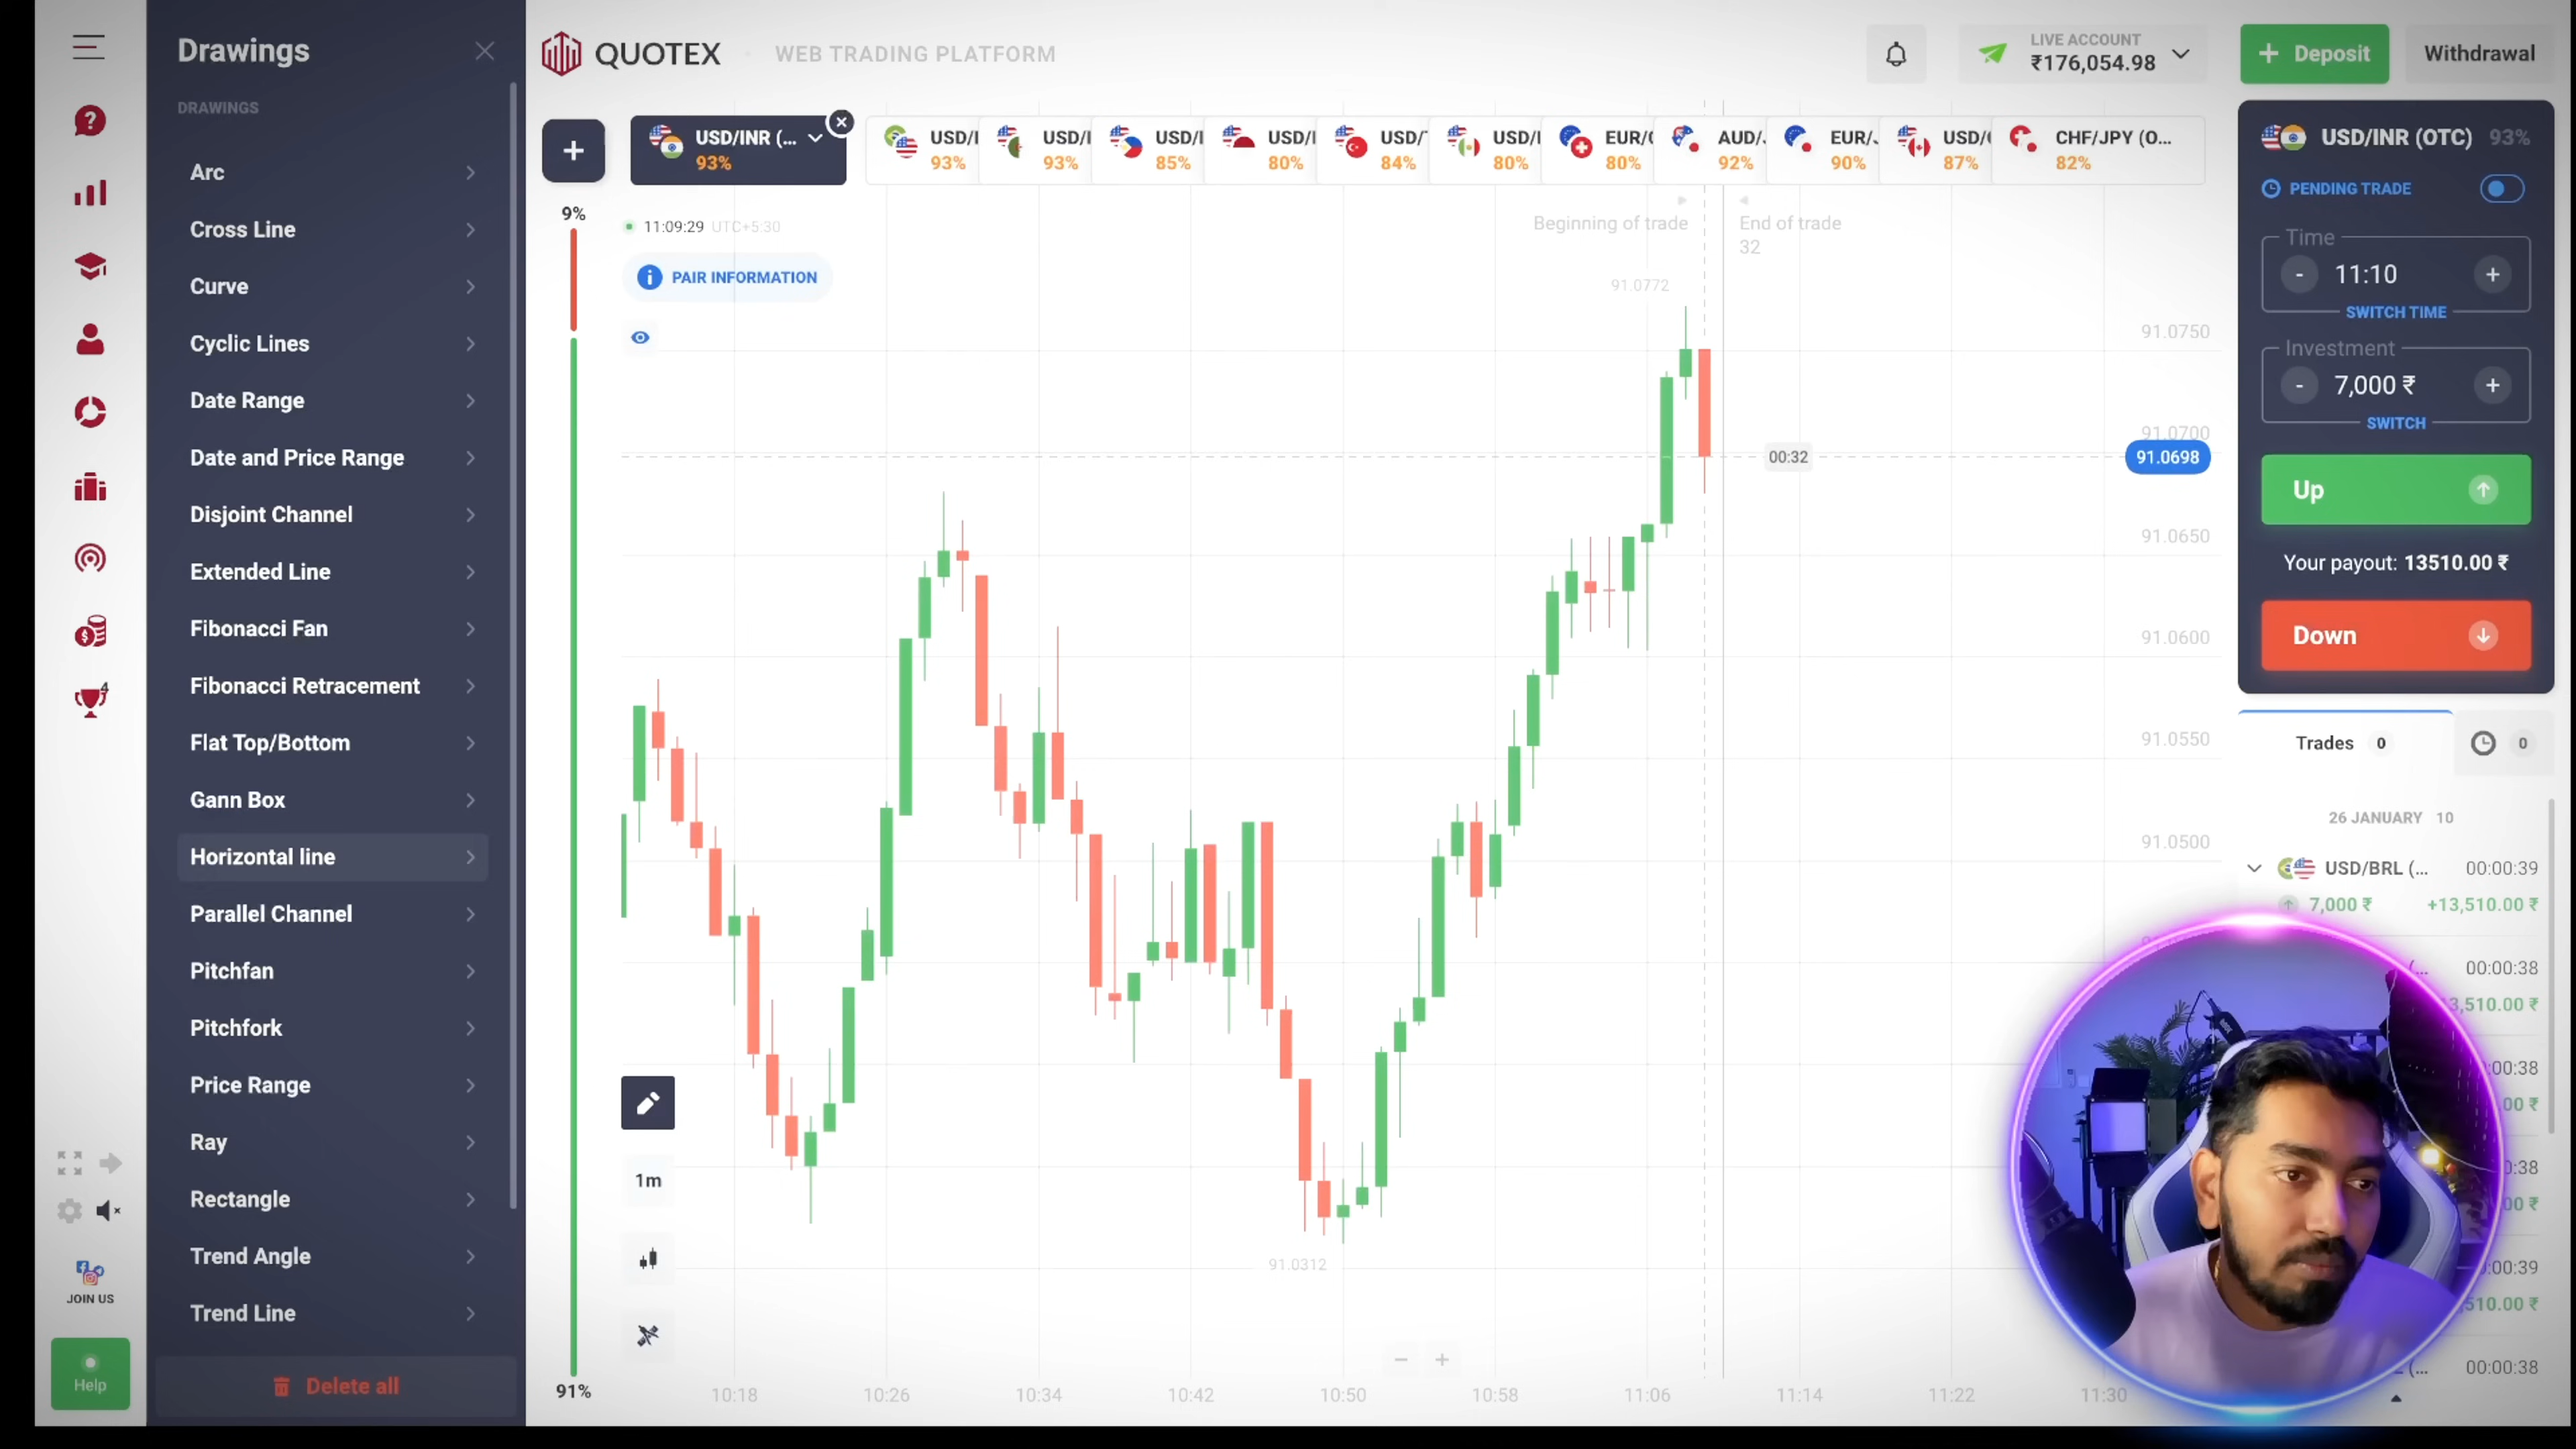 Drawings
DRAWINGS
Arc
Cross Line
Curve
Cyclic Lines
Date Range
Date and Price Range
Disjoint Channel
Extended Line
Fibonacci Fan
Fibonacci Retracement
Flat Top/Bottom
Gann Box
Horizontal line
Parallel Channel
Pitchfan
Pitchfork
Price Range
Ray
Rectangle
Trend Angle
Trend Line
Delete all
4
JOIN US
Help
QUOTEX
WEB TRADING PLATFORM
LIVE ACCOUNT
₹176,054.98
+ Deposit
Withdrawal
USD/INR (...
93%
USD/
93%
USD/
93%
USD/
85%
USD/
80%
USD/
84%
USD/
80%
EUR/
80%
AUD/
92%
EUR/
90%
USD/
87%
CHF/JPY (O...
82%
9%
91%
11:09:29 UTC+5:30
PAIR INFORMATION
Beginning of trade
End of trade
32
91.0772
91.0750
91.0700
91.0698
00:32
91.0650
91.0600
91.0550
91.0500
91.0312
1m
10:18
10:26
10:34
10:42
10:50
10:58
11:06
11:14
11:22
11:30
USD/INR (OTC) 93%
PENDING TRADE
Time
- 11:10 +
SWITCH TIME
Investment
- 7,000 ₹ +
SWITCH
Up
Your payout: 13510.00 ₹
Down
Trades 0
0
26 JANUARY 10
USD/BRL (... 00:00:39
7,000 ₹ +13,510.00 ₹
(... 00:00:38
3,510.00 ₹
00:38
00 ₹
0:38
00 ₹
:00:39
510.00 ₹
(... 00:00:38